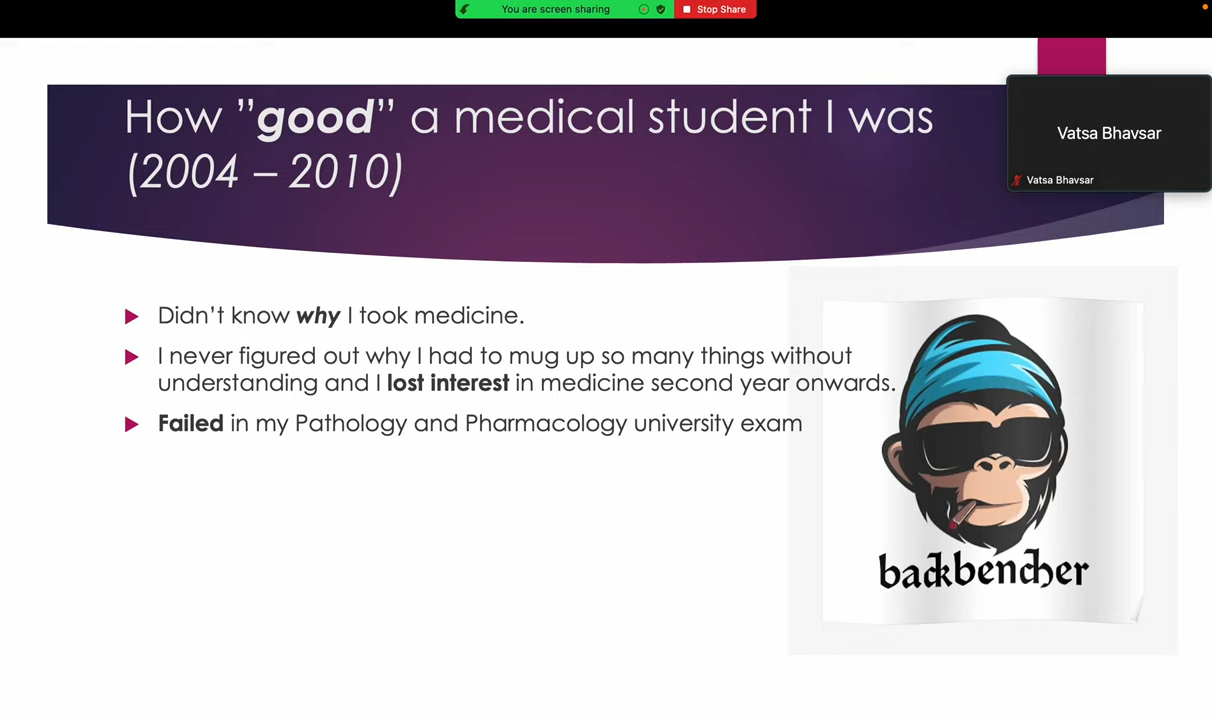 You are screen sharing
Stop Share
How ”good” a medical student I was
(2004 – 2010)
Vatsa Bhavsar
Vatsa Bhavsar
Didn’t know why I took medicine.
I never figured out why I had to mug up so many things without
understanding and I lost interest in medicine second year onwards.
Failed in my Pathology and Pharmacology university exam
backbencher